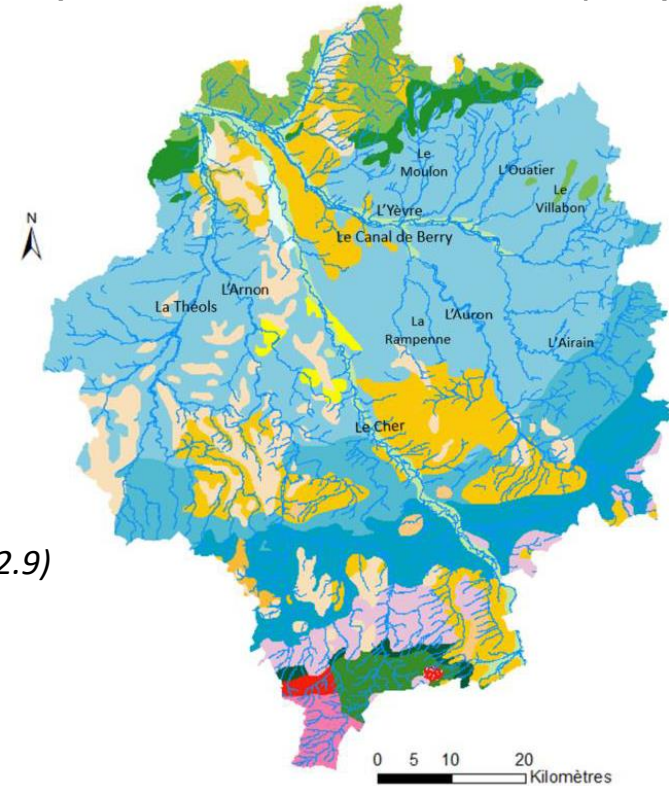 Le
Moulon
L'Ouatier
Le
Villabon
L'Yèvre
N
Le Canal de Berry
L'Arnon
La Théols
La
Rampenne
L'Auron
L'Airain
Le Cher
2.9)
0 5 10 20
Kilomètres